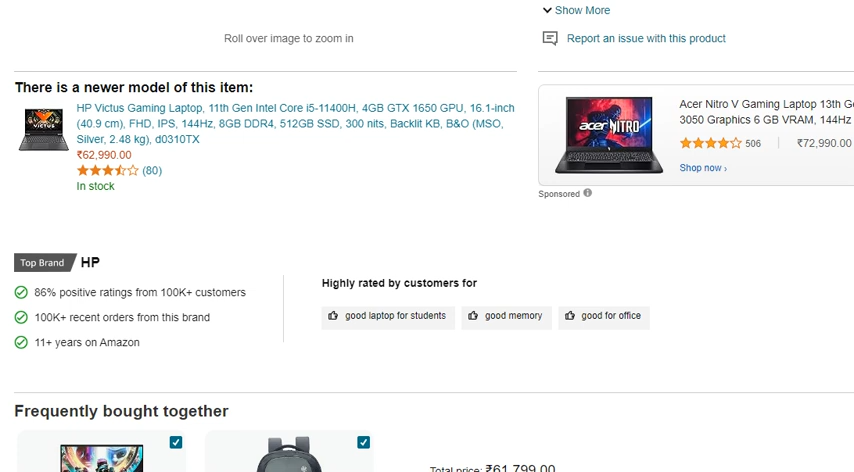 Show More
Roll over image to zoom in
Report an issue with this product
There is a newer model of this item:
HP Victus Gaming Laptop, 11th Gen Intel Core i5-11400H, 4GB GTX 1650 GPU, 16.1-inch
(40.9 cm), FHD, IPS, 144Hz, 8GB DDR4, 512GB SSD, 300 nits, Backlit KB, B&O (MSO,
Silver, 2.48 kg), d0310TX
₹62,990.00
(80)
In stock
VICTUS
acer NITRO
Acer Nitro V Gaming Laptop 13th Ge
3050 Graphics 6 GB VRAM, 144Hz
506 | ₹72,990.00
Shop now ›
Sponsored
Top Brand HP
86% positive ratings from 100K+ customers
100K+ recent orders from this brand
11+ years on Amazon
Highly rated by customers for
good laptop for students
good memory
good for office
Frequently bought together
Total price: ₹61,799.00